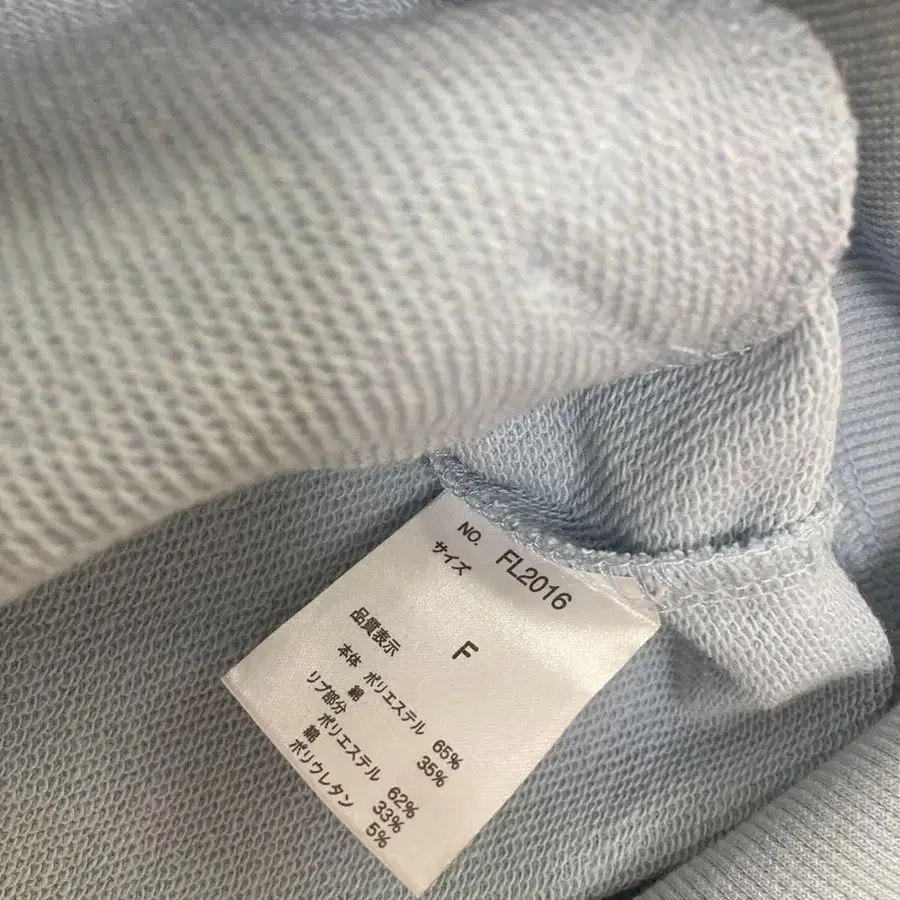 NO. FL2016
サイズ
F
品質表示
本体 ポリエステル 65%
綿 35%
リブ部分
ポリエステル 62%
綿 33%
ポリウレタン 5%